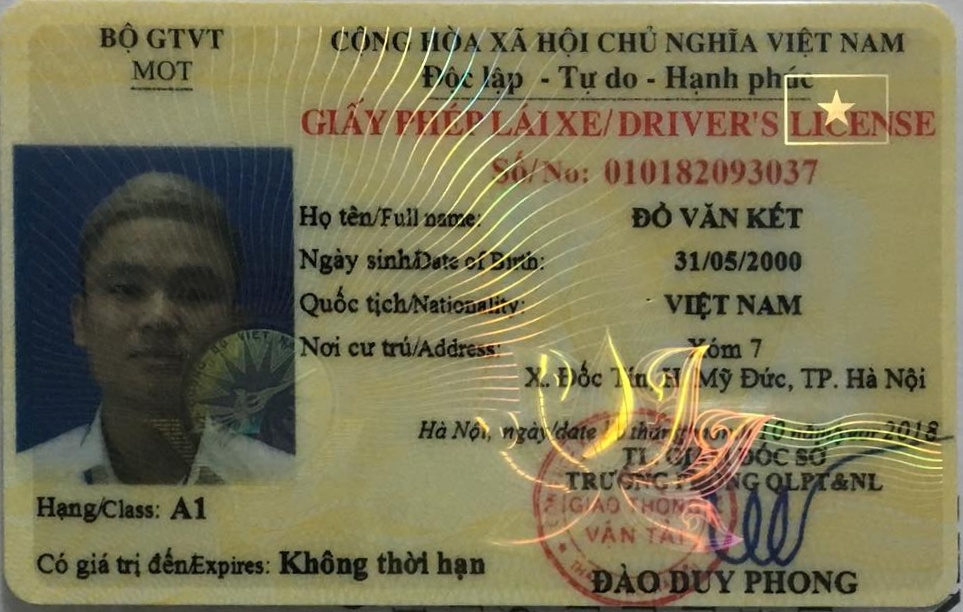 BỘ GTVT
MOT
CỘNG HÒA XÃ HỘI CHỦ NGHĨA VIỆT NAM
Độc lập - Tự do - Hạnh phúc
GIẤY PHÉP LÁI XE/DRIVER'S LICENSE
Số/No: 010182093037
Họ tên/Full name: ĐỖ VĂN KẾT
Ngày sinh/Date of Birth: 31/05/2000
Quốc tịch/Nationality: VIỆT NAM
Nơi cư trú/Address: Xóm 7
X. Đốc Tín, H. Mỹ Đức, TP. Hà Nội
Hà Nội, ngày/date tháng 10 năm/year 2018
TL. GIÁM ĐỐC SỞ
TRƯỞNG PHÒNG QLPT&NL
GIAO THÔNG
VẬN TẢI
Hạng/Class: A1
Có giá trị đến/Expires: Không thời hạn
ĐÀO DUY PHONG